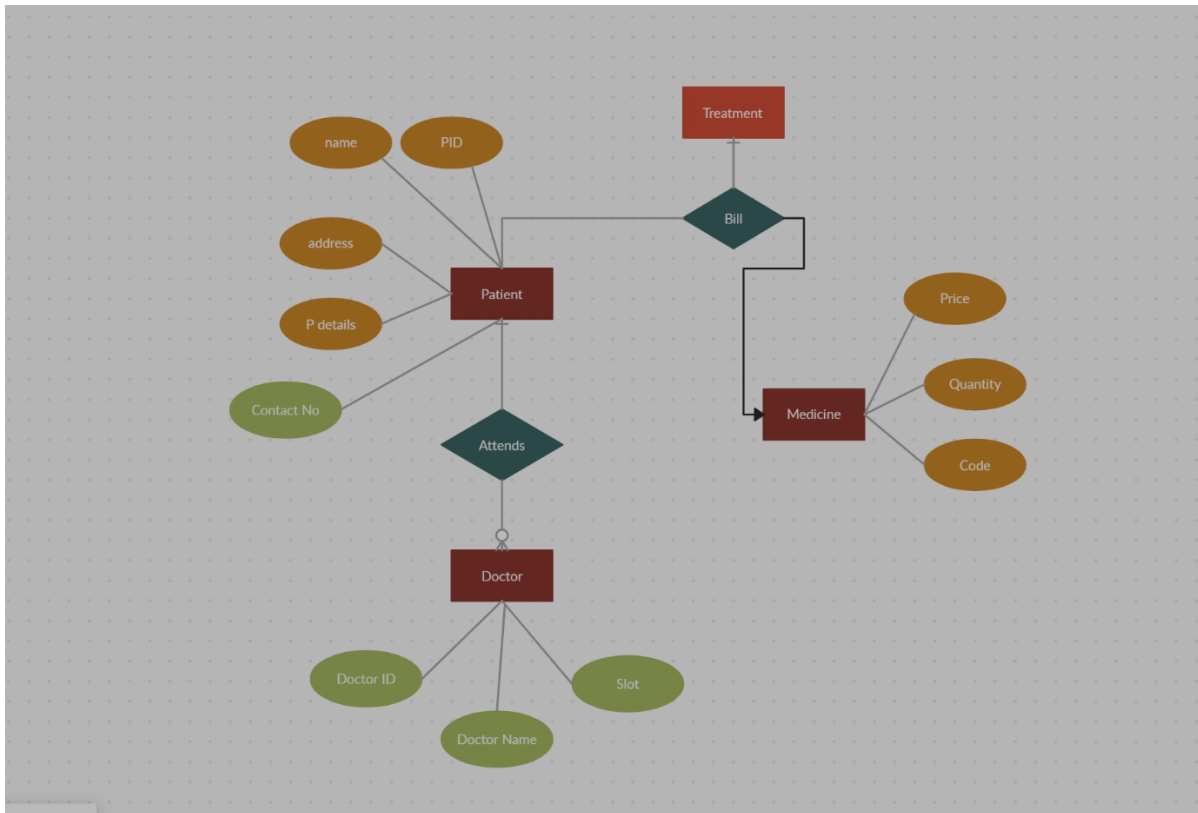 Treatment
name
PID
Bill
address
Patient
Price
P details
Quantity
Contact No
Medicine
Attends
Code
Doctor
Doctor ID
Slot
Doctor Name